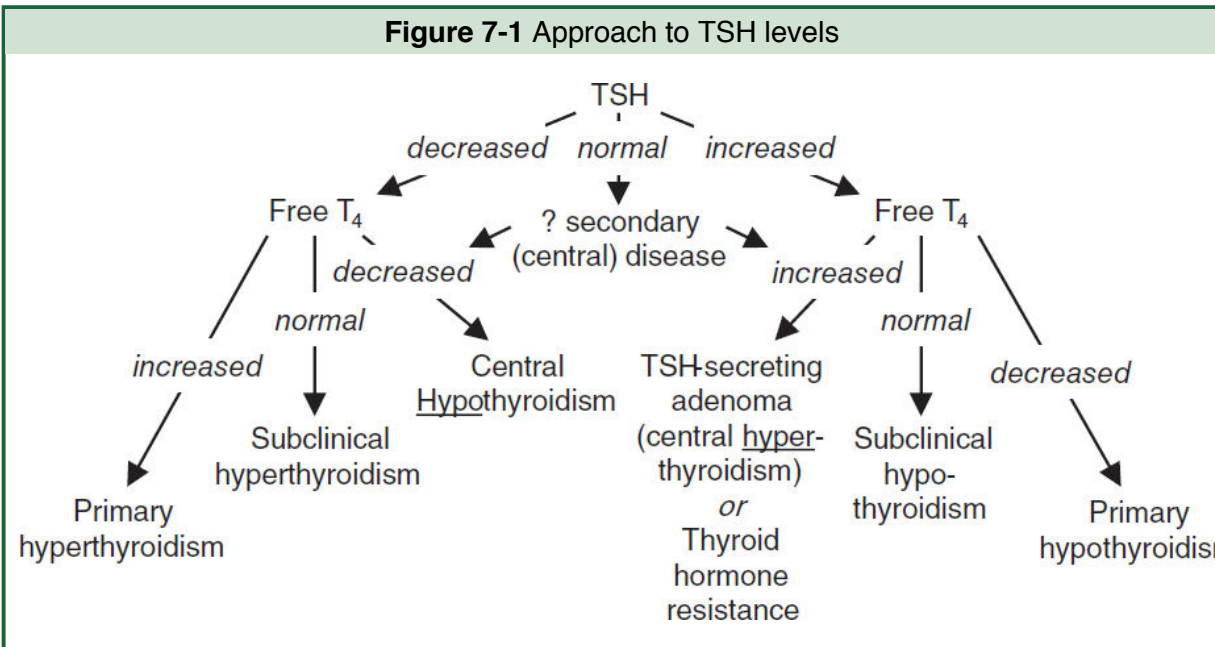 Figure 7-1 Approach to TSH levels
TSH
decreased normal increased
Free T4
? secondary
(central) disease
Free T4
decreased
increased
normal
normal
increased
decreased
Central
Hypothyroidism
TSH-secreting
adenoma
(central hyper-
thyroidism)
or
Thyroid
hormone
resistance
Subclinical
hyperthyroidism
Subclinical
hypo-
thyroidism
Primary
hyperthyroidism
Primary
hypothyroidis